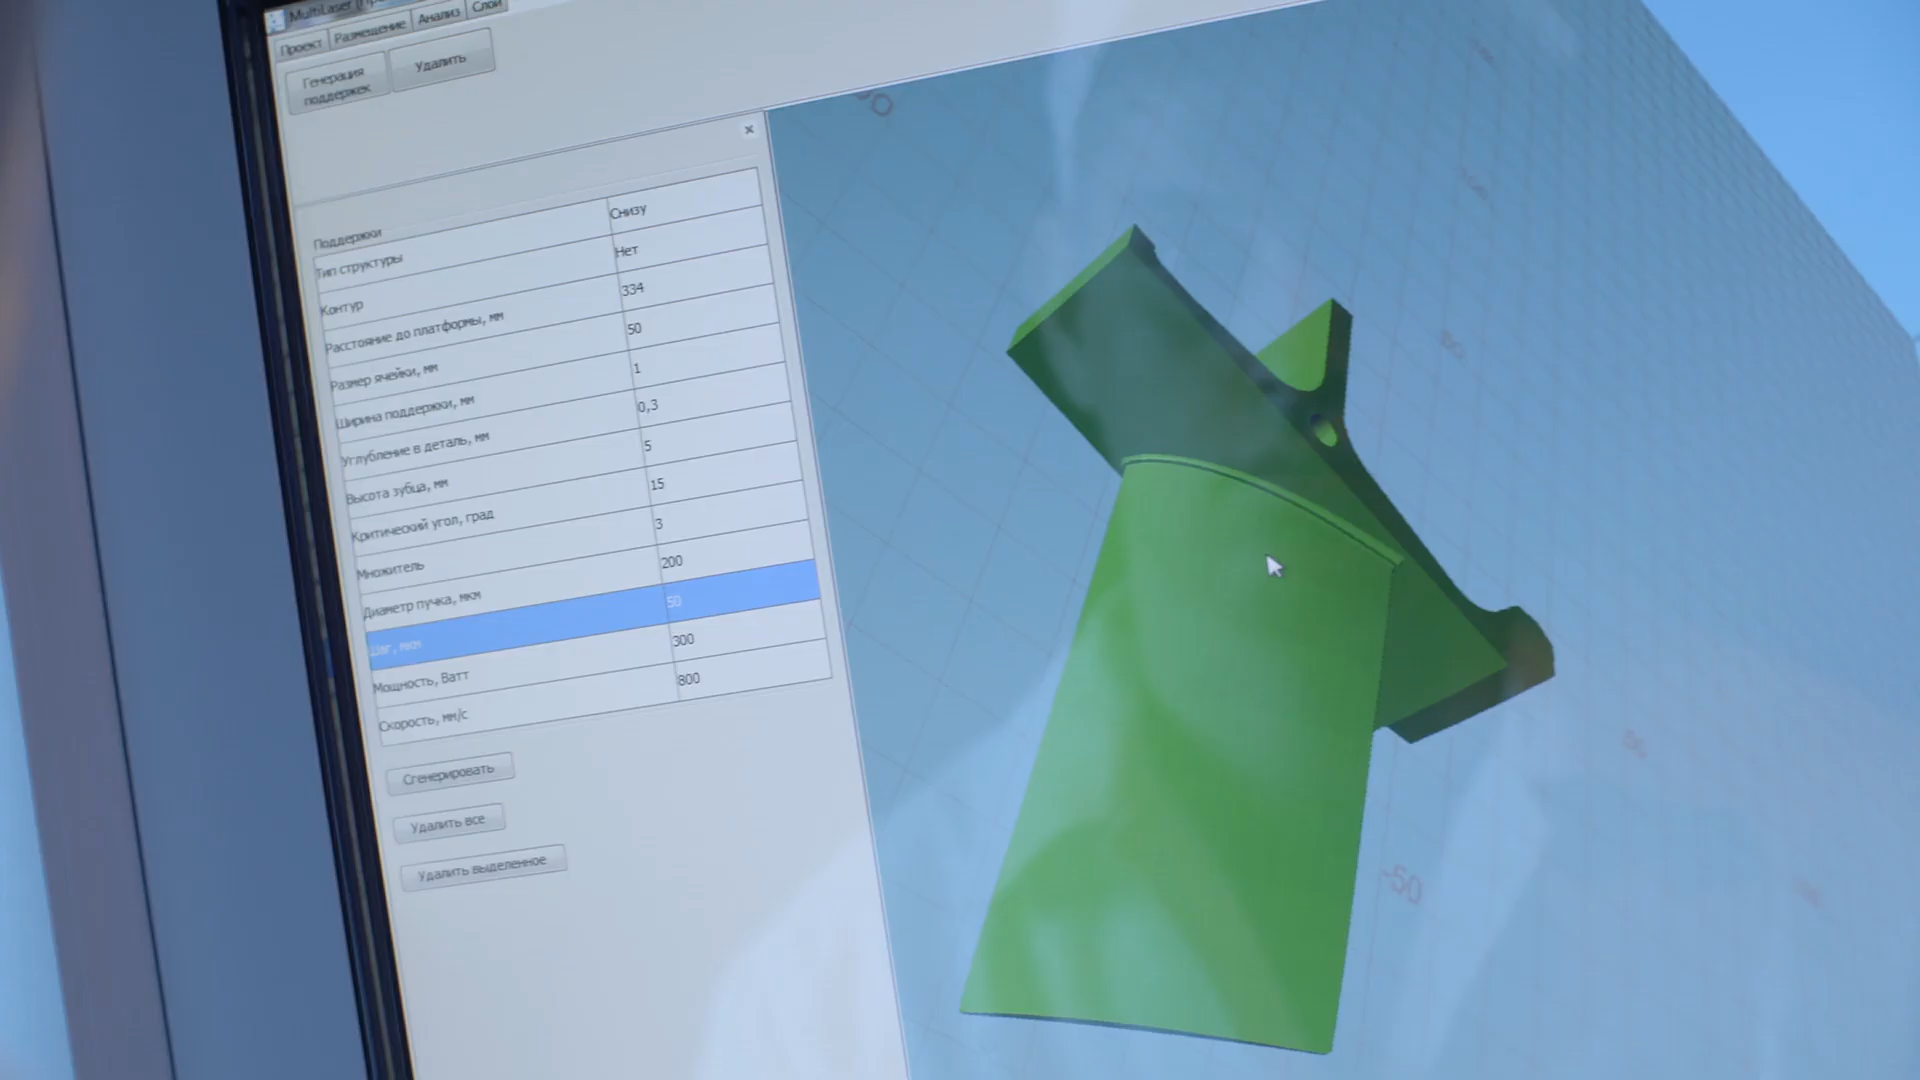 MultiLaser
Проект Размещение Анализ Слои
Генерация поддержек
Удалить
Поддержки
Тип структуры Снизу
Контур Нет
Расстояние до платформы, мм 334
Размер ячейки, мм 50
Ширина поддержки, мм 1
Углубление в деталь, мм 0,3
Высота зубца, мм 5
Критический угол, град 15
Множитель 3
Диаметр пучка, мкм 200
Шаг, мкм 50
Мощность, Ватт 300
Скорость, мм/с 800
Сгенерировать
Удалить все
Удалить выделенное
-50